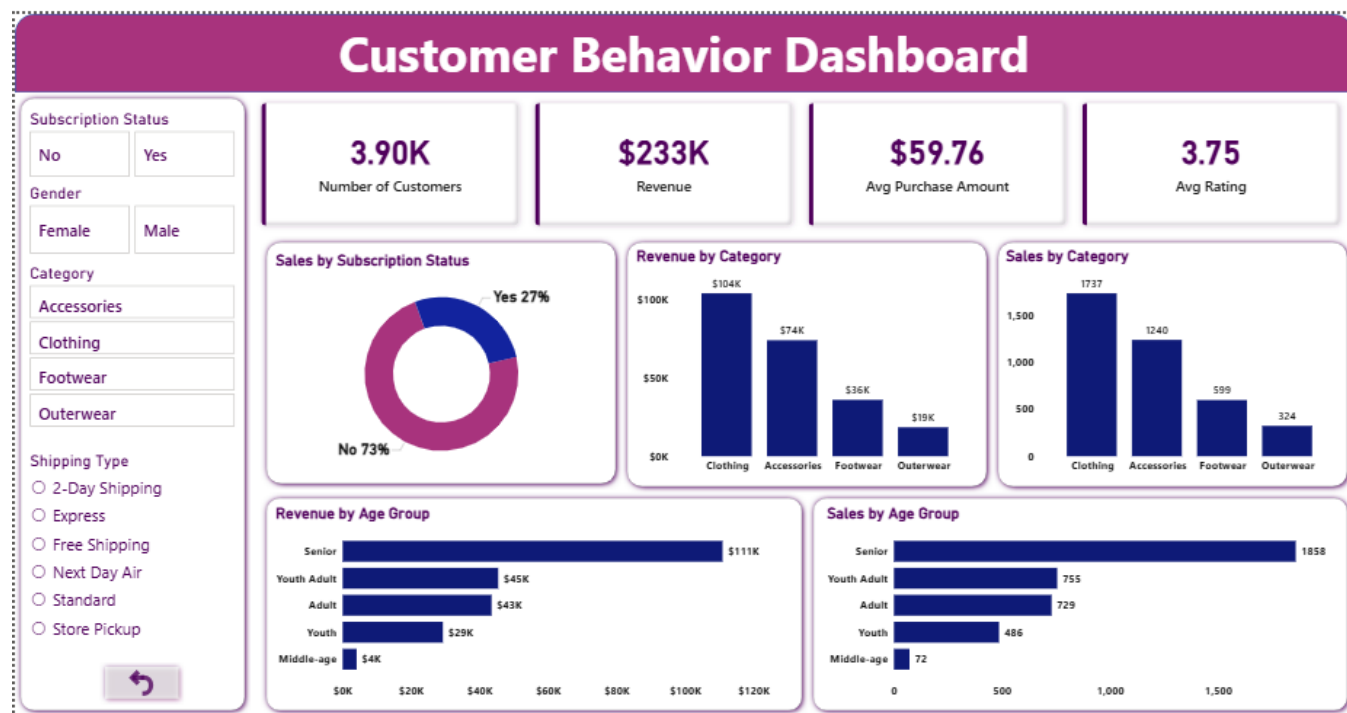 Customer Behavior Dashboard
Subscription Status
No Yes
Gender
Female Male
Category
Accessories
Clothing
Footwear
Outerwear
Shipping Type
2-Day Shipping
Express
Free Shipping
Next Day Air
Standard
Store Pickup
3.90K
Number of Customers
$233K
Revenue
$59.76
Avg Purchase Amount
3.75
Avg Rating
Sales by Subscription Status
Yes 27%
No 73%
Revenue by Category
$100K
$50K
$0K
$104K
$74K
$36K
$19K
Clothing Accessories Footwear Outerwear
Sales by Category
1,500
1,000
500
0
1737
1240
599
324
Clothing Accessories Footwear Outerwear
Revenue by Age Group
Senior $111K
Youth Adult $45K
Adult $43K
Youth $29K
Middle-age $4K
$0K $20K $40K $60K $80K $100K $120K
Sales by Age Group
Senior 1858
Youth Adult 755
Adult 729
Youth 486
Middle-age 72
0 500 1,000 1,500